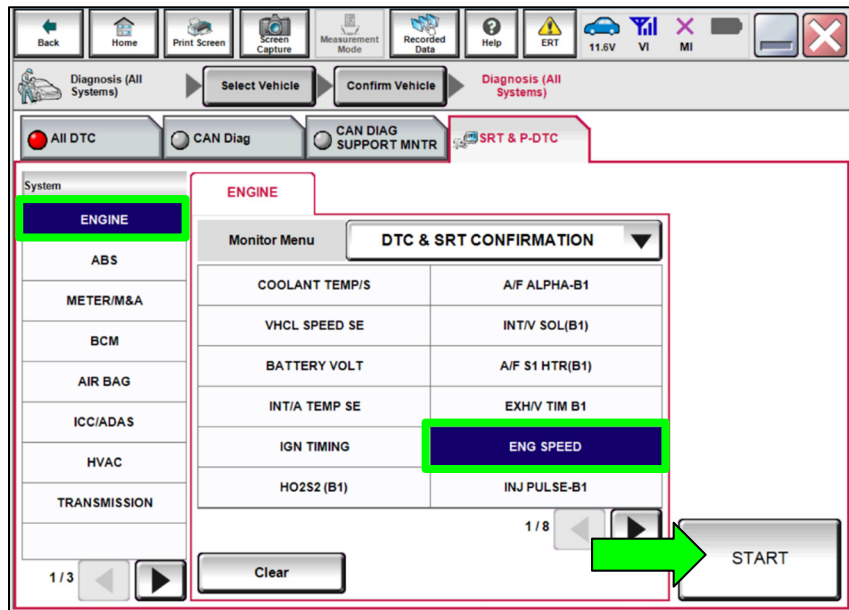 Back
Home
Print Screen
Screen
Capture
Measurement
Mode
Recorded
Data
Help
ERT
11.6V
VI
MI
Diagnosis (All
Systems)
Select Vehicle
Confirm Vehicle
Diagnosis (All
Systems)
All DTC
CAN Diag
CAN DIAG
SUPPORT MNTR
SRT & P-DTC
System
ENGINE
ABS
METER/M&A
BCM
AIR BAG
ICC/ADAS
HVAC
TRANSMISSION
1/3
ENGINE
Monitor Menu
DTC & SRT CONFIRMATION
COOLANT TEMP/S
A/F ALPHA-B1
VHCL SPEED SE
INT/V SOL(B1)
BATTERY VOLT
A/F S1 HTR(B1)
INT/A TEMP SE
EXH/V TIM B1
IGN TIMING
ENG SPEED
HO2S2 (B1)
INJ PULSE-B1
1/8
Clear
START